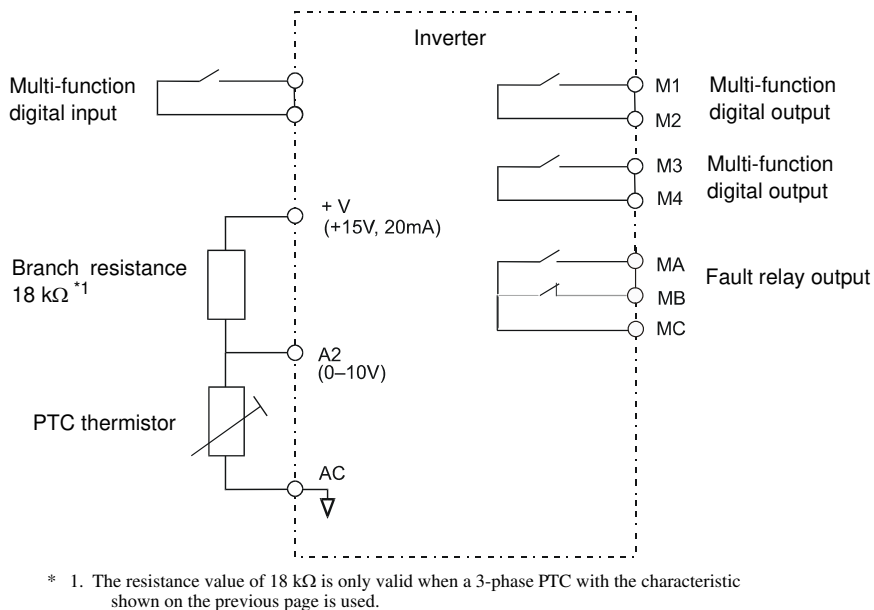 Inverter
Multi-function
digital input
+ V
(+15V, 20mA)
Branch resistance
18 kΩ *1
A2
(0–10V)
PTC thermistor
AC
M1
M2
Multi-function
digital output
M3
M4
Multi-function
digital output
MA
MB
MC
Fault relay output
* 1. The resistance value of 18 kΩ is only valid when a 3-phase PTC with the characteristic
shown on the previous page is used.